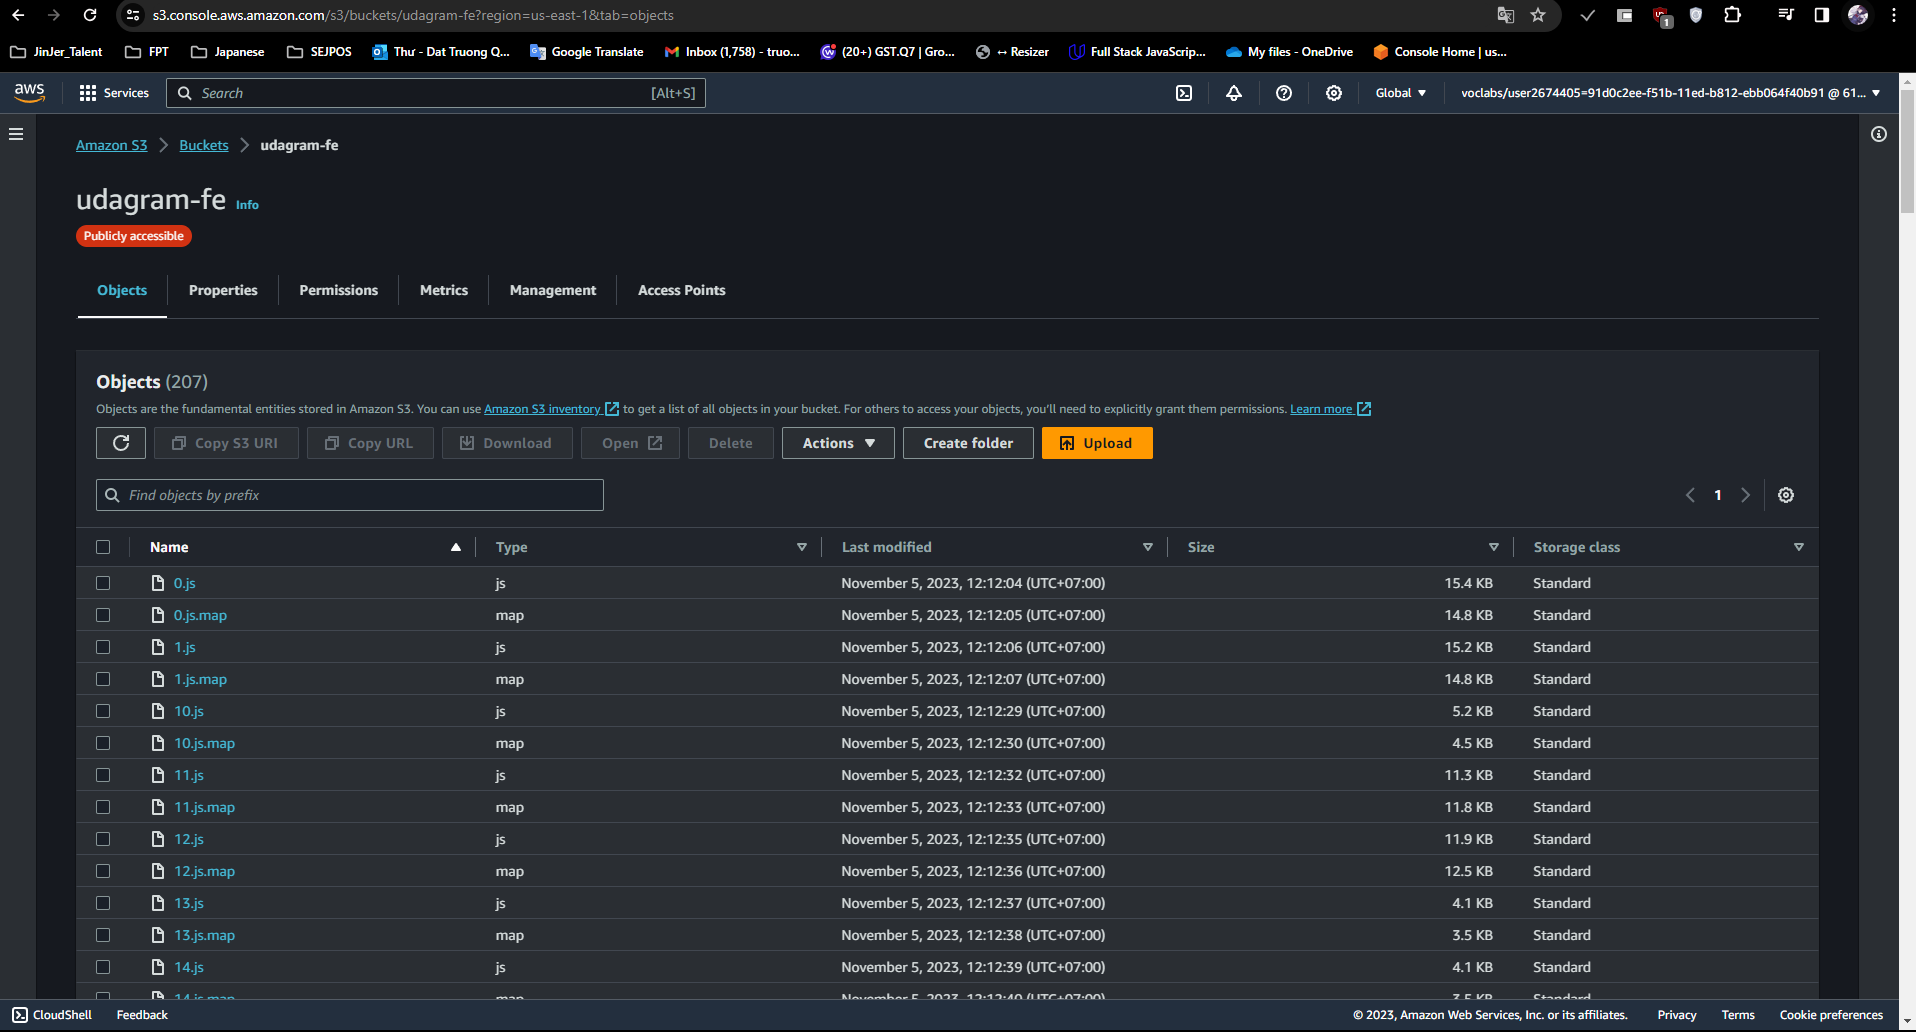 s3.console.aws.amazon.com/s3/buckets/udagram-fe?region=us-east-1&tab=objects
1
JinJer_Talent FPT Japanese SEJPOS Thư - Dat Truong Q... Google Translate Inbox (1,758) - truo... (20+) GST.Q7 | Gro... ↔ Resizer Full Stack JavaScrip... My files - OneDrive Console Home | us...
aws Services Search [Alt+S] Global voclabs/user2674405=91d0c2ee-f51b-11ed-b812-ebb064f40b91 @ 61...
Amazon S3 Buckets udagram-fe
udagram-fe Info
Publicly accessible
Objects Properties Permissions Metrics Management Access Points
Objects (207)
Objects are the fundamental entities stored in Amazon S3. You can use Amazon S3 inventory to get a list of all objects in your bucket. For others to access your objects, you'll need to explicitly grant them permissions. Learn more
Copy S3 URI Copy URL Download Open Delete Actions Create folder Upload
Find objects by prefix 1
Name Type Last modified Size Storage class
0.js js November 5, 2023, 12:12:04 (UTC+07:00) 15.4 KB Standard
0.js.map map November 5, 2023, 12:12:05 (UTC+07:00) 14.8 KB Standard
1.js js November 5, 2023, 12:12:06 (UTC+07:00) 15.2 KB Standard
1.js.map map November 5, 2023, 12:12:07 (UTC+07:00) 14.8 KB Standard
10.js js November 5, 2023, 12:12:29 (UTC+07:00) 5.2 KB Standard
10.js.map map November 5, 2023, 12:12:30 (UTC+07:00) 4.5 KB Standard
11.js js November 5, 2023, 12:12:32 (UTC+07:00) 11.3 KB Standard
11.js.map map November 5, 2023, 12:12:33 (UTC+07:00) 11.8 KB Standard
12.js js November 5, 2023, 12:12:35 (UTC+07:00) 11.9 KB Standard
12.js.map map November 5, 2023, 12:12:36 (UTC+07:00) 12.5 KB Standard
13.js js November 5, 2023, 12:12:37 (UTC+07:00) 4.1 KB Standard
13.js.map map November 5, 2023, 12:12:38 (UTC+07:00) 3.5 KB Standard
14.js js November 5, 2023, 12:12:39 (UTC+07:00) 4.1 KB Standard
14.js.map map November 5, 2023, 12:12:40 (UTC+07:00) 3.5 KB Standard
CloudShell Feedback © 2023, Amazon Web Services, Inc. or its affiliates. Privacy Terms Cookie preferences